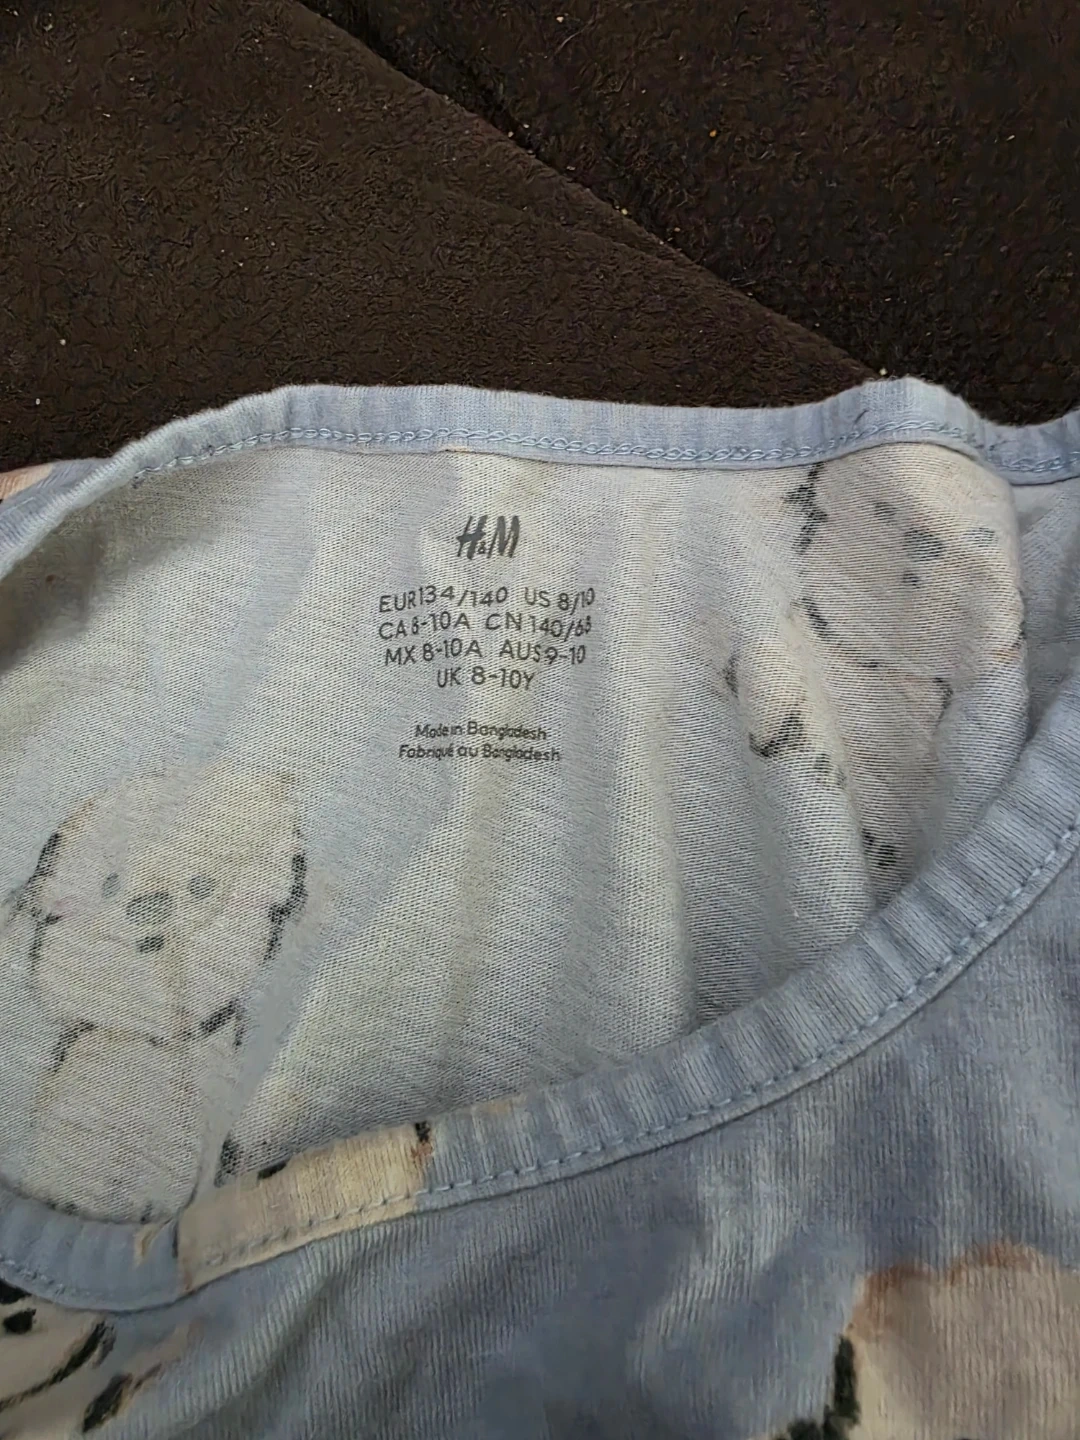 H&M
EUR134/140 US 8/10
CA 8-10A CN 140/68
MX 8-10A AUS 9-10
UK 8-10Y
Made in Bangladesh
Fabriqué au Bangladesh